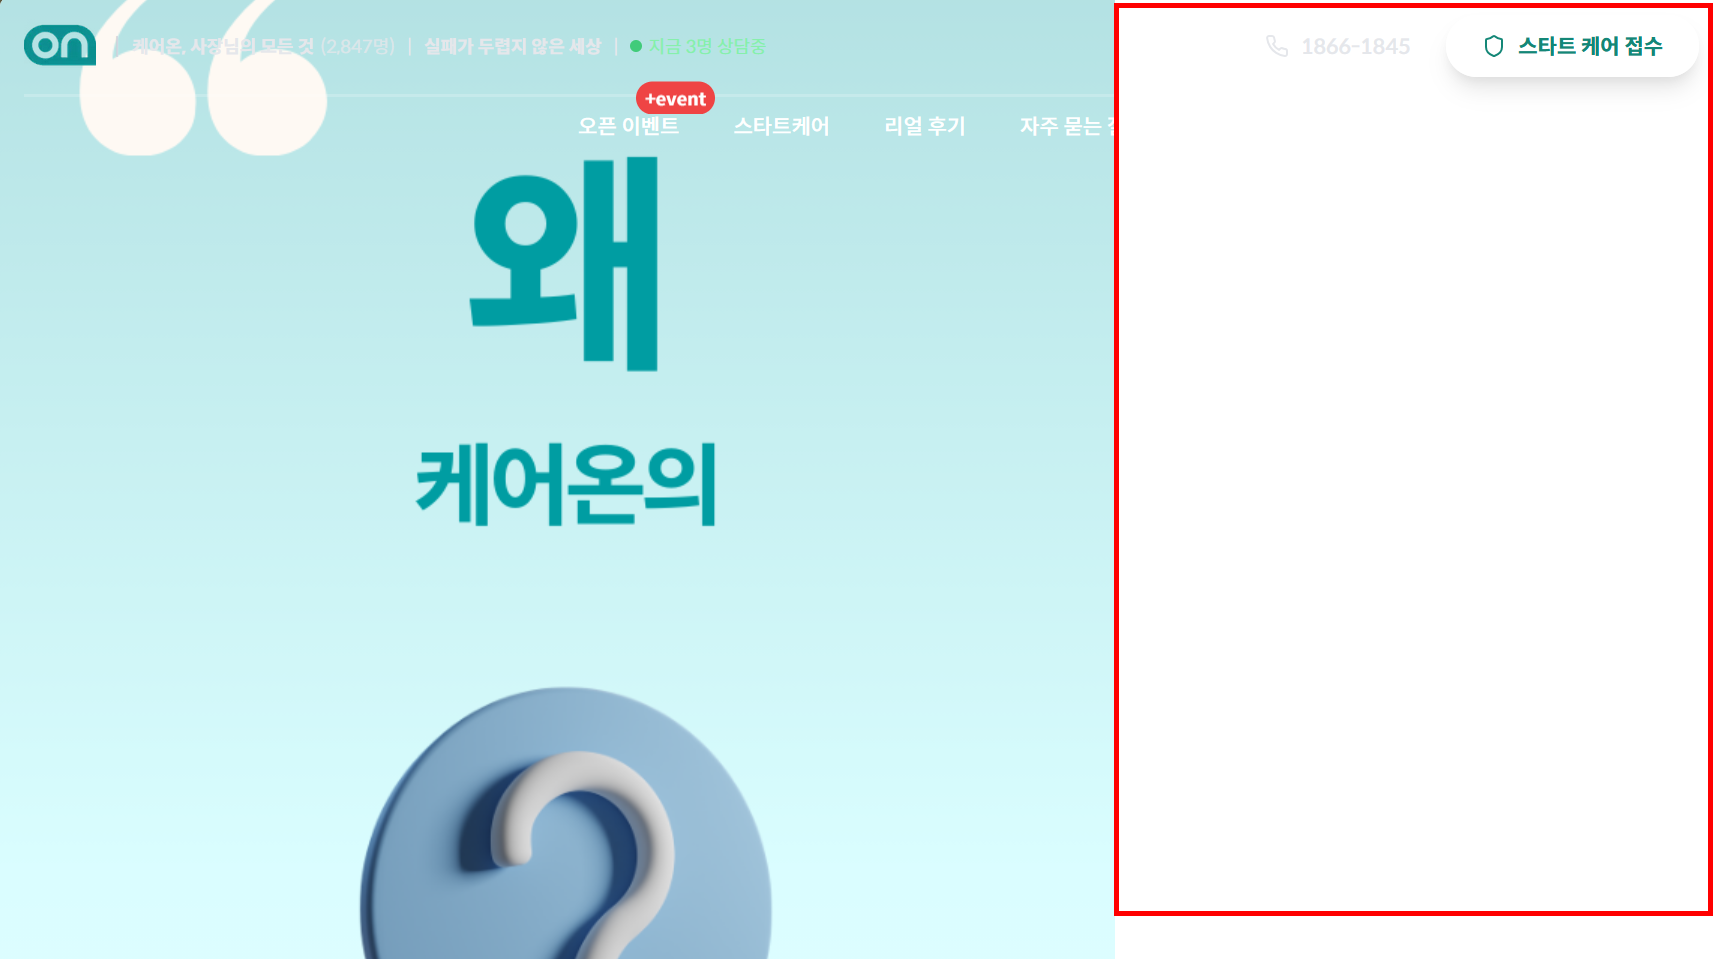 on
케어온, 사장님의 모든 것 (2,847명) | 실패가 두렵지 않은 세상 | 지금 3명 상담중
1866-1845
스타트 케어 접수
+event
오픈 이벤트
스타트케어
리얼 후기
자주 묻는
왜
케어온의
?